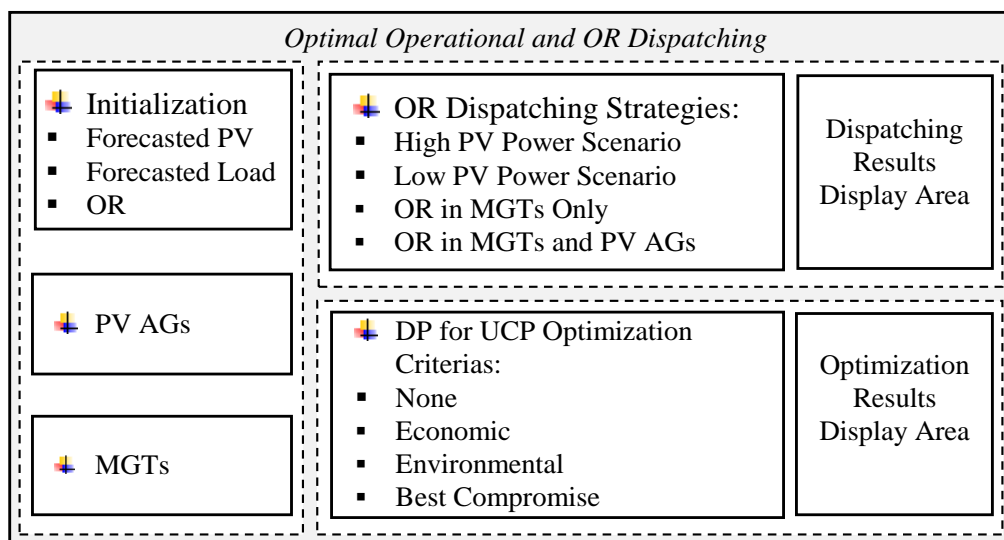 Optimal Operational and OR Dispatching
Initialization
▪ Forecasted PV
▪ Forecasted Load
▪ OR
PV AGs
MGTs
OR Dispatching Strategies:
▪ High PV Power Scenario
▪ Low PV Power Scenario
▪ OR in MGTs Only
▪ OR in MGTs and PV AGs
Dispatching
Results
Display Area
DP for UCP Optimization
Criterias:
▪ None
▪ Economic
▪ Environmental
▪ Best Compromise
Optimization
Results
Display Area